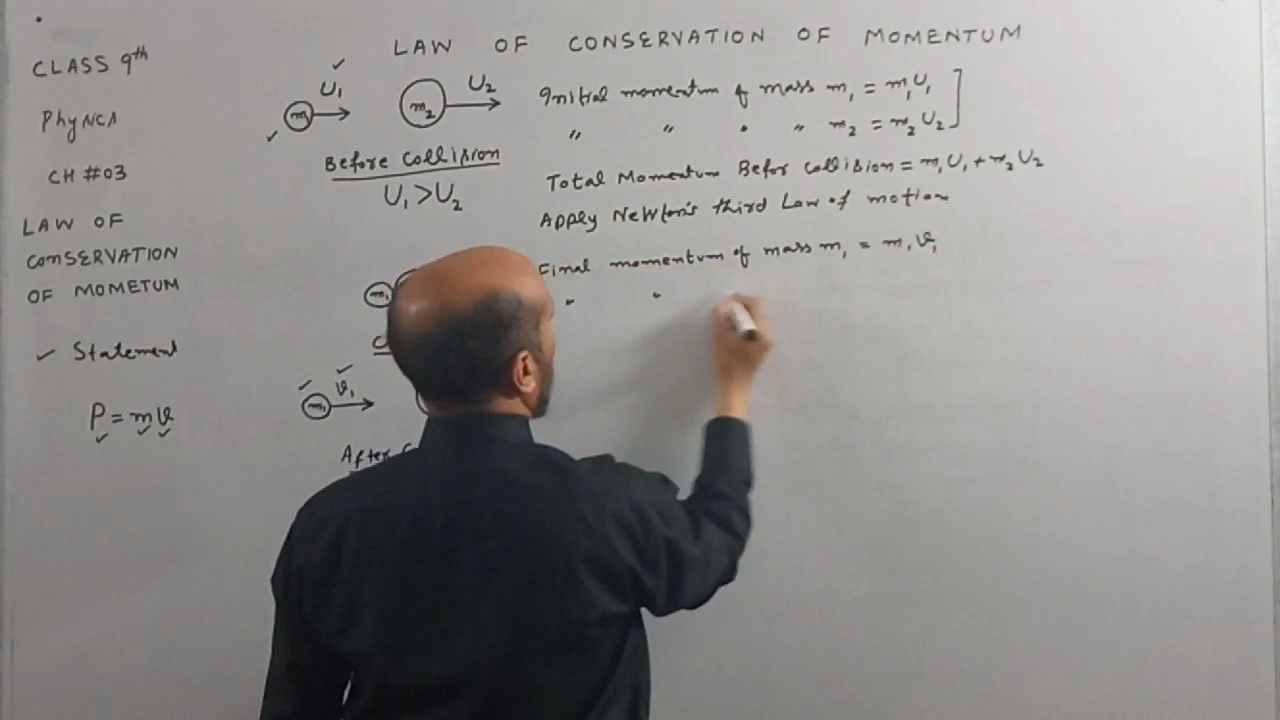 LAW OF CONSERVATION OF MOMENTUM
CLASS 9th
PhyNCA
CH #03
LAW OF
CONSERVATION
OF MOMETUM
✓ Statement
P = mv
U1
m1
U2
m2
Before Collision
U1 > U2
m1
v1
m1
After
Initial momentum of mass m1 = m1U1
" " " " m2 = m2U2
Total Momentum Befor collision = m1U1 + m2U2
Apply Newton's third Law of motion
Final momentum of mass m1 = m1v1
" "